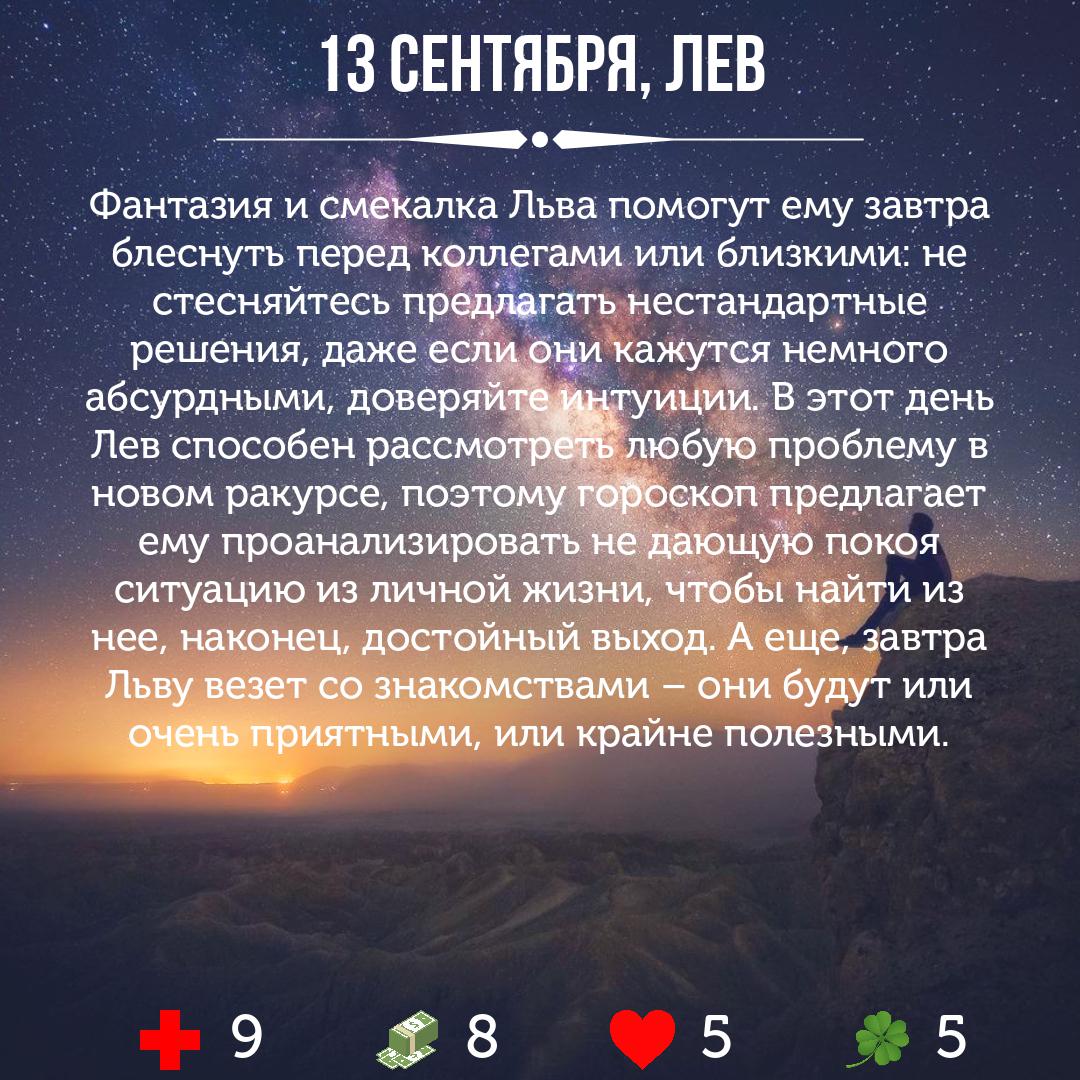 13 СЕНТЯБРЯ, ЛЕВ
Фантазия и смекалка Льва помогут ему завтра
блеснуть перед коллегами или близкими: не
стесняйтесь предлагать нестандартные
решения, даже если они кажутся немного
абсурдными, доверяйте интуиции. В этот день
Лев способен рассмотреть любую проблему в
новом ракурсе, поэтому гороскоп предлагает
ему проанализировать не дающую покоя
ситуацию из личной жизни, чтобы найти из
нее, наконец, достойный выход. А еще, завтра
Льву везет со знакомствами – они будут или
очень приятными, или крайне полезными.
9 8 5 5